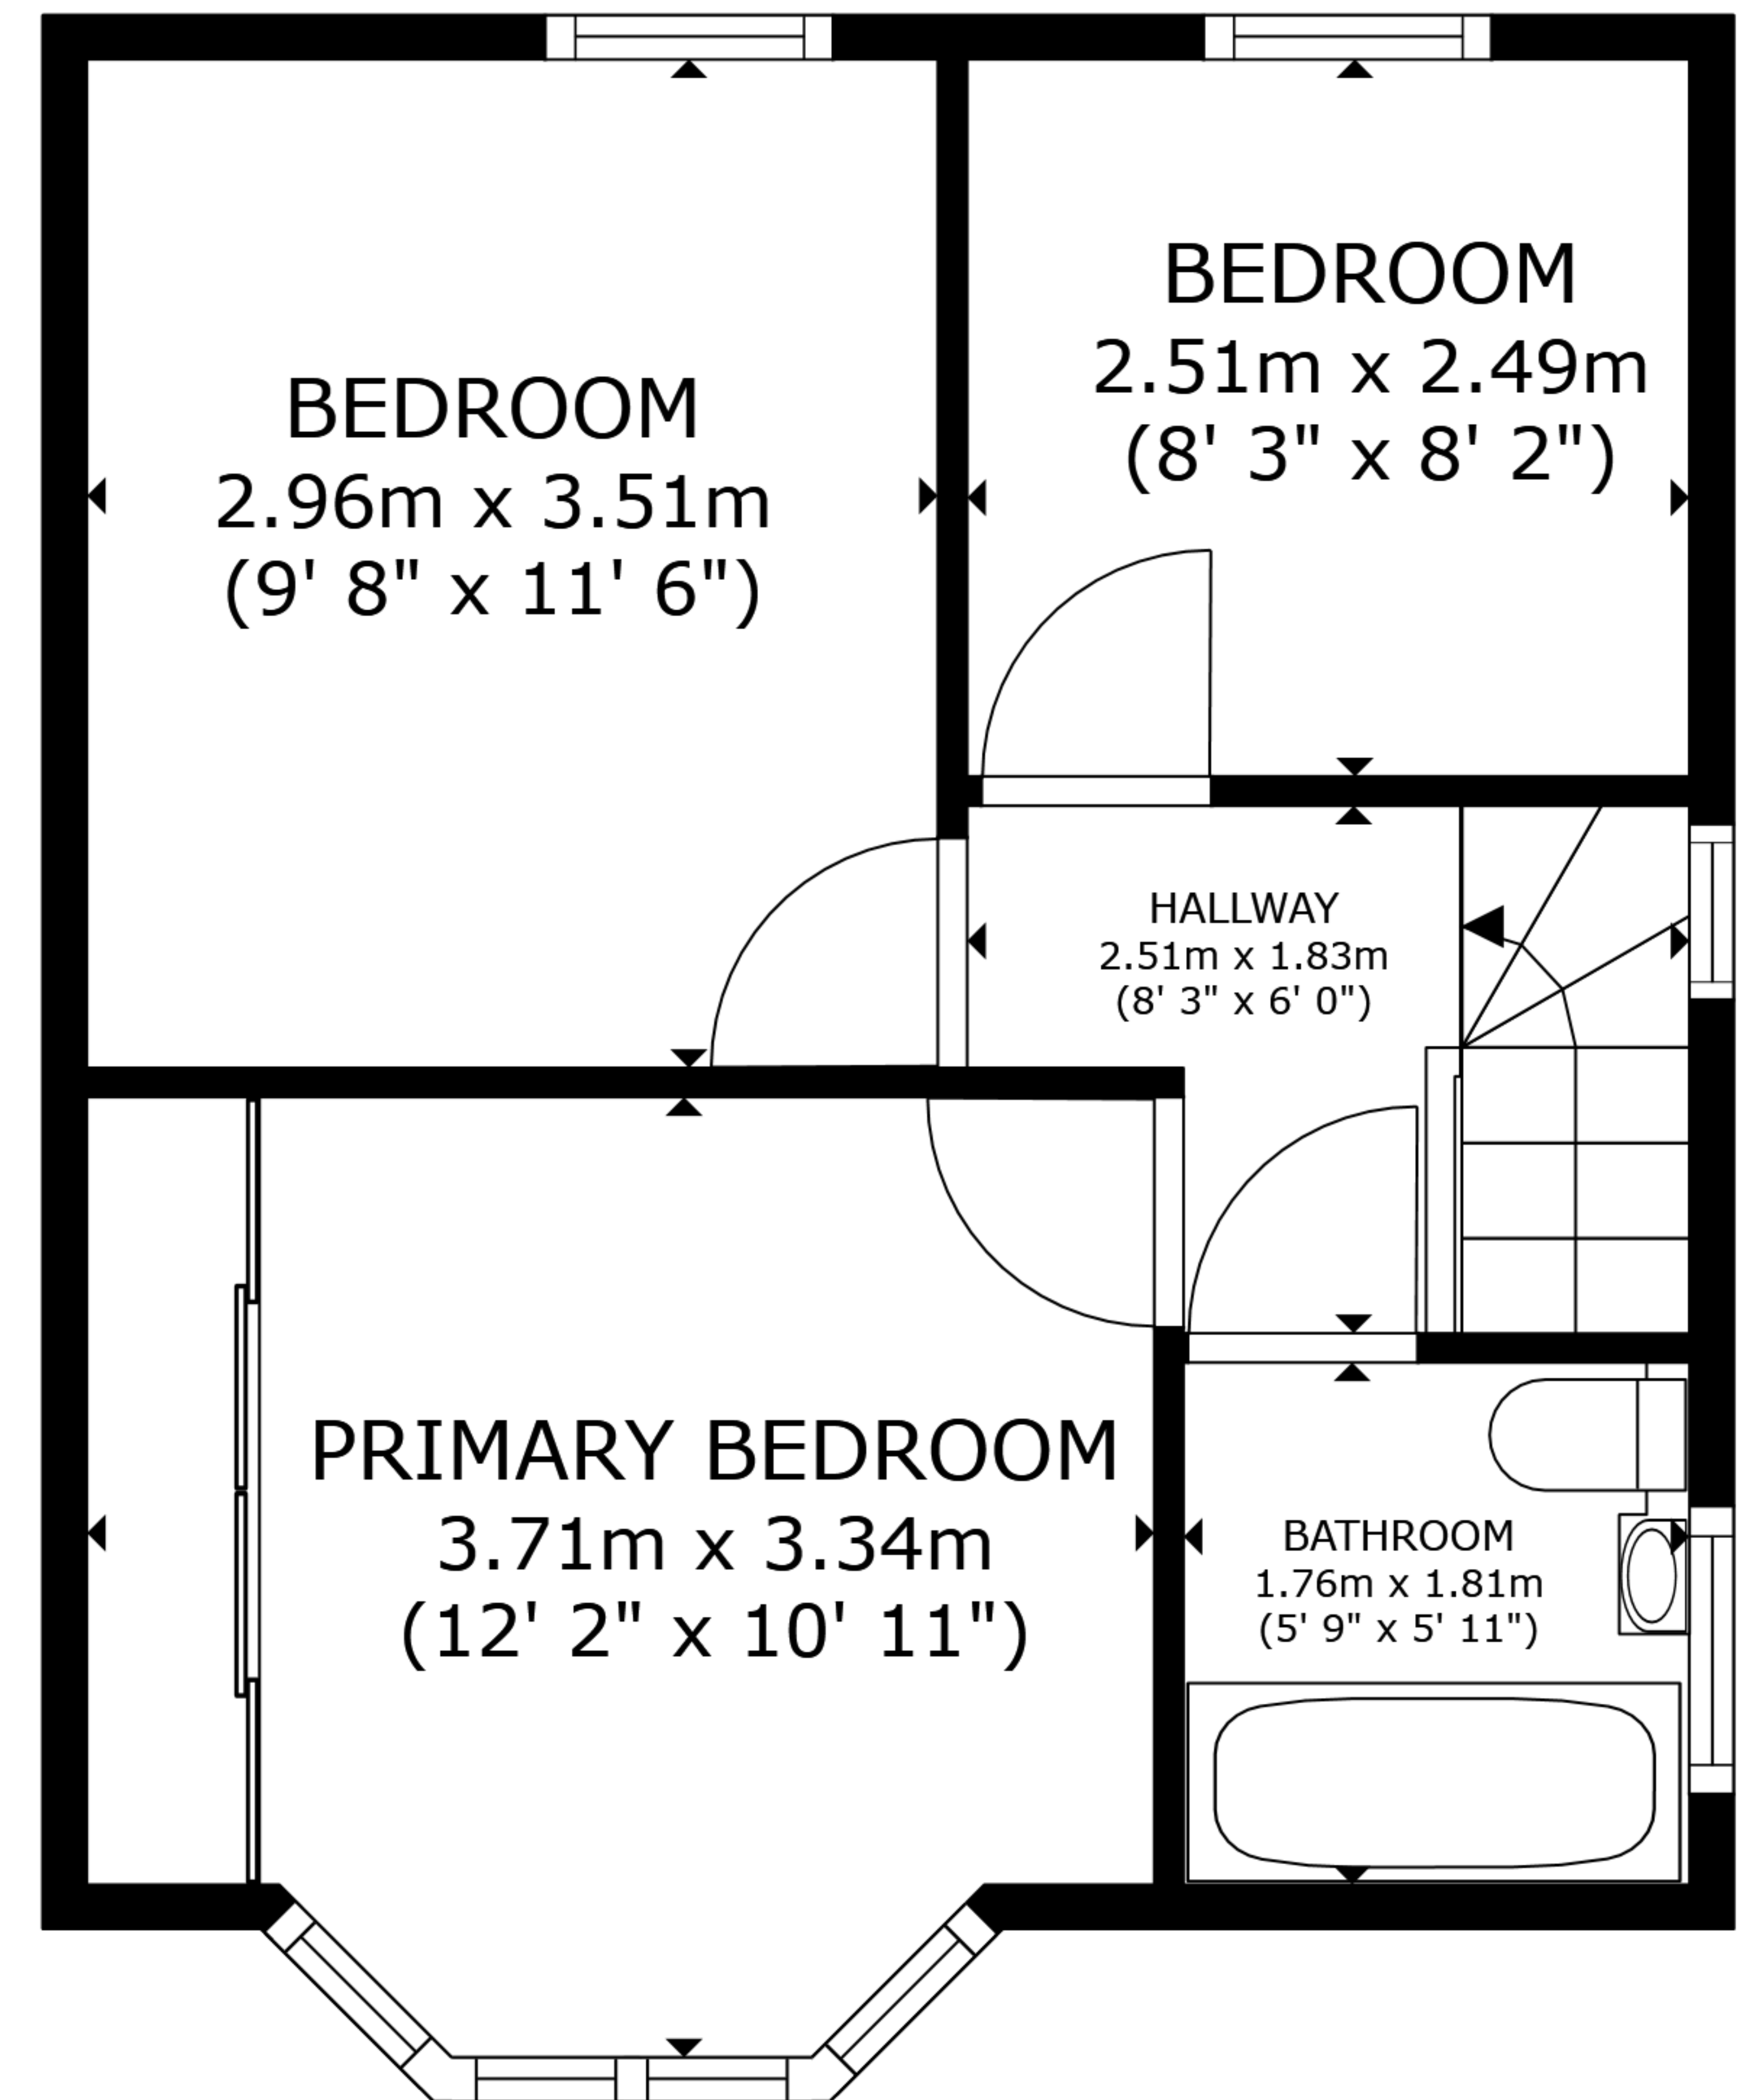 BEDROOM
2.96m x 3.51m
(9' 8" x 11' 6")
BEDROOM
2.51m x 2.49m
(8' 3" x 8' 2")
HALLWAY
2.51m x 1.83m
(8' 3" x 6' 0")
PRIMARY BEDROOM
3.71m x 3.34m
(12' 2" x 10' 11")
BATHROOM
1.76m x 1.81m
(5' 9" x 5' 11")